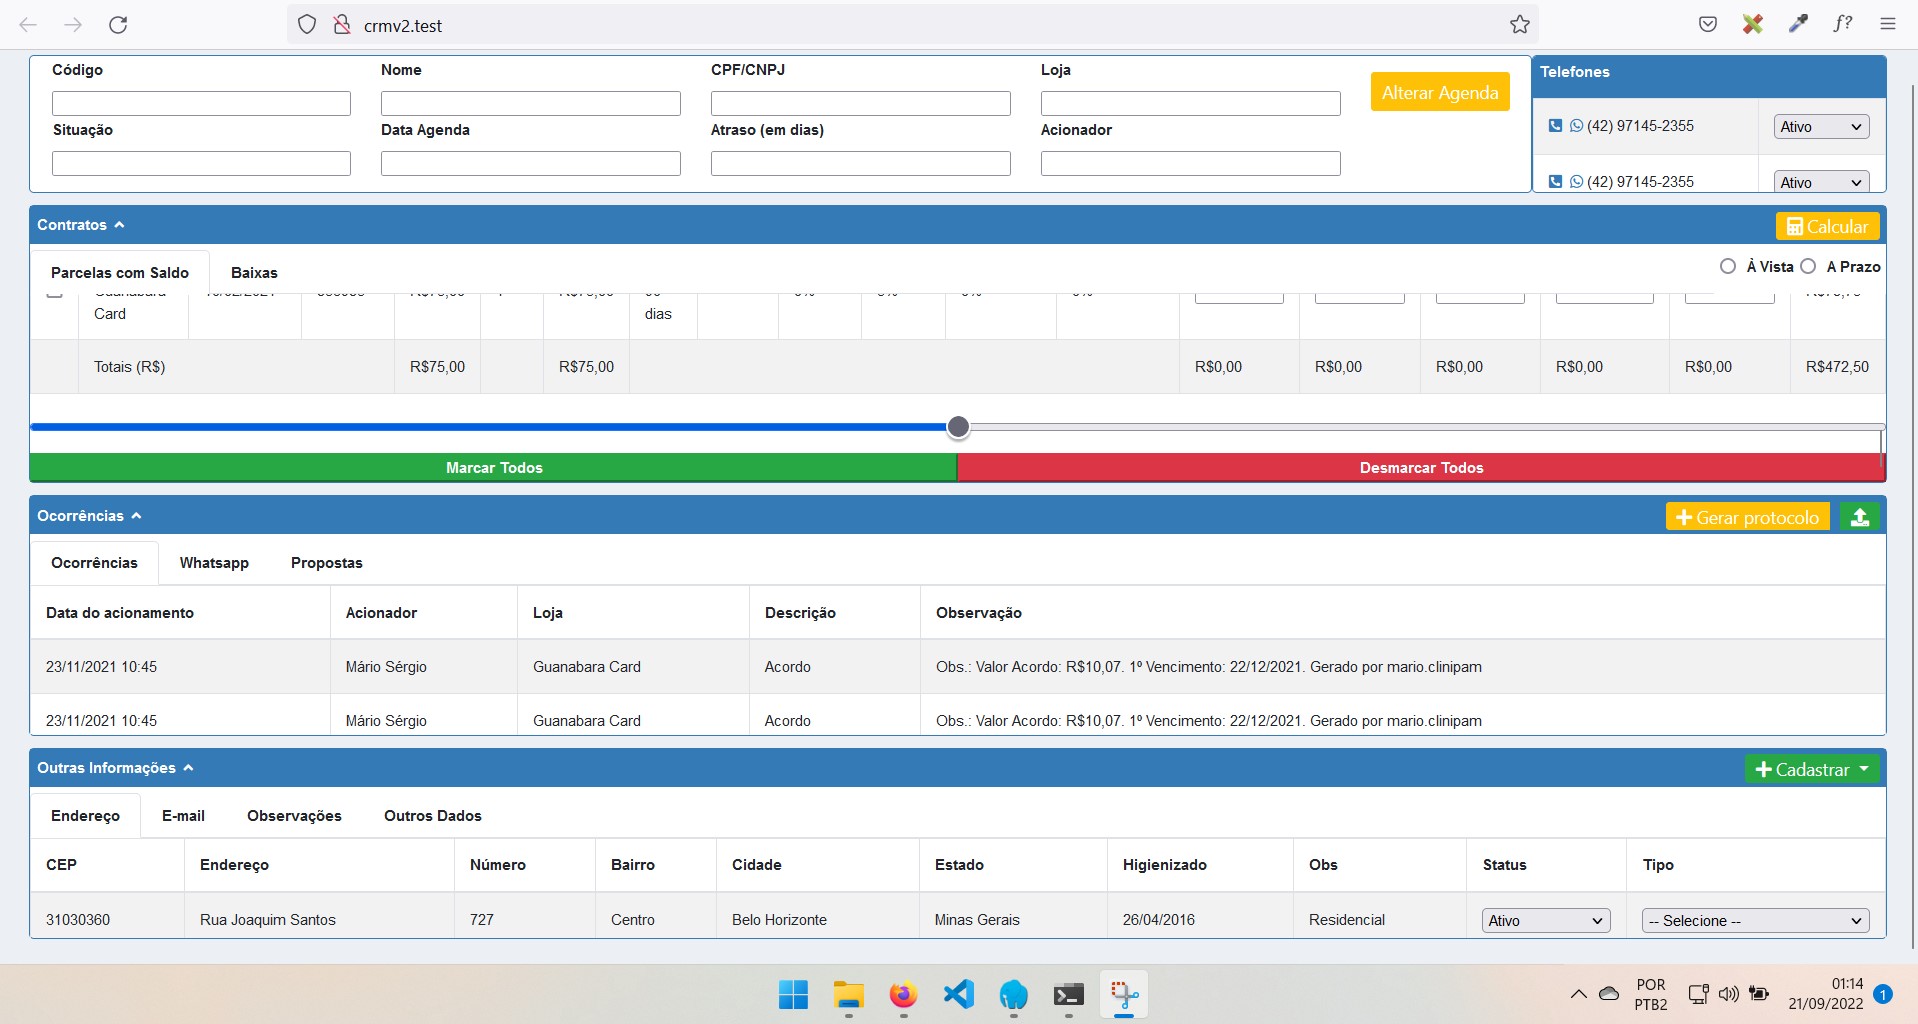 crmv2.test
Código Nome CPF/CNPJ Loja
Alterar Agenda
Situação Data Agenda Atraso (em dias) Acionador
Telefones
(42) 97145-2355 Ativo
(42) 97145-2355 Ativo
Contratos
Calcular
Parcelas com Saldo Baixas
À Vista A Prazo
Card dias
Totais (R$) R$75,00 R$75,00 R$0,00 R$0,00 R$0,00 R$0,00 R$0,00 R$472,50
Marcar Todos Desmarcar Todos
Ocorrências
Gerar protocolo
Ocorrências Whatsapp Propostas
Data do acionamento Acionador Loja Descrição Observação
23/11/2021 10:45 Mário Sérgio Guanabara Card Acordo Obs.: Valor Acordo: R$10,07. 1º Vencimento: 22/12/2021. Gerado por mario.clinipam
23/11/2021 10:45 Mário Sérgio Guanabara Card Acordo Obs.: Valor Acordo: R$10,07. 1º Vencimento: 22/12/2021. Gerado por mario.clinipam
Outras Informações
Cadastrar
Endereço E-mail Observações Outros Dados
CEP Endereço Número Bairro Cidade Estado Higienizado Obs Status Tipo
31030360 Rua Joaquim Santos 727 Centro Belo Horizonte Minas Gerais 26/04/2016 Residencial Ativo -- Selecione --
POR
PTB2
01:14
21/09/2022
1